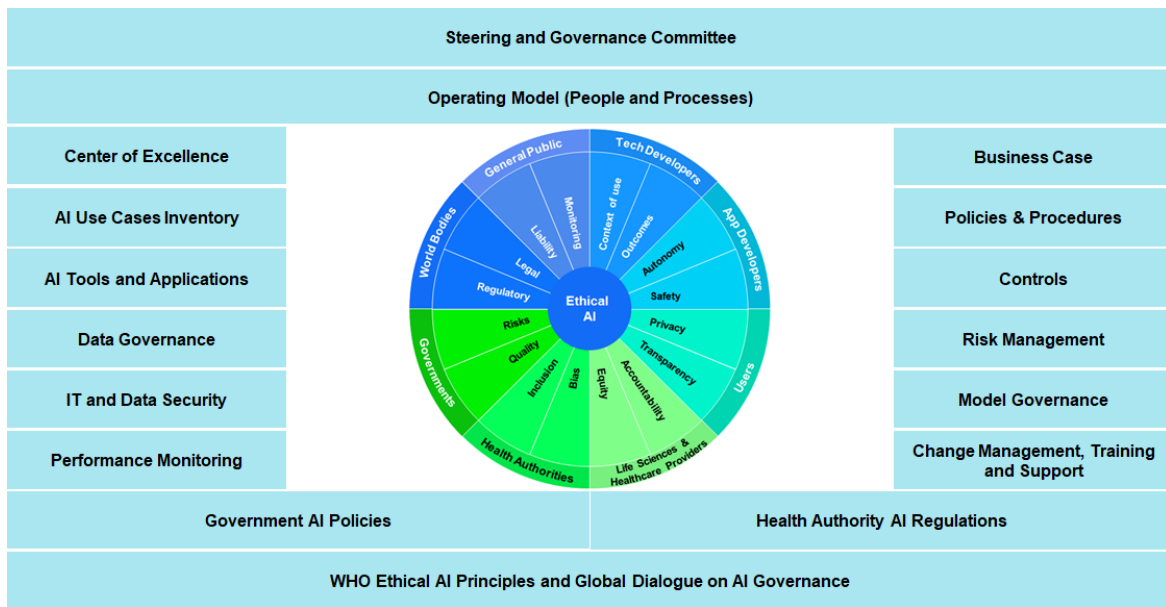 Steering and Governance Committee
Operating Model (People and Processes)
Center of Excellence
AI Use Cases Inventory
AI Tools and Applications
Data Governance
IT and Data Security
Performance Monitoring
General Public
Tech Developers
App Developers
Users
Life Sciences &
Healthcare Providers
Health Authorities
Governments
World Bodies
Liability
Monitoring
Context of use
Outcomes
Autonomy
Safety
Privacy
Transparency
Accountability
Equity
Bias
Inclusion
Quality
Risks
Regulatory
Legal
Ethical
AI
Business Case
Policies & Procedures
Controls
Risk Management
Model Governance
Change Management, Training
and Support
Government AI Policies
Health Authority AI Regulations
WHO Ethical AI Principles and Global Dialogue on AI Governance